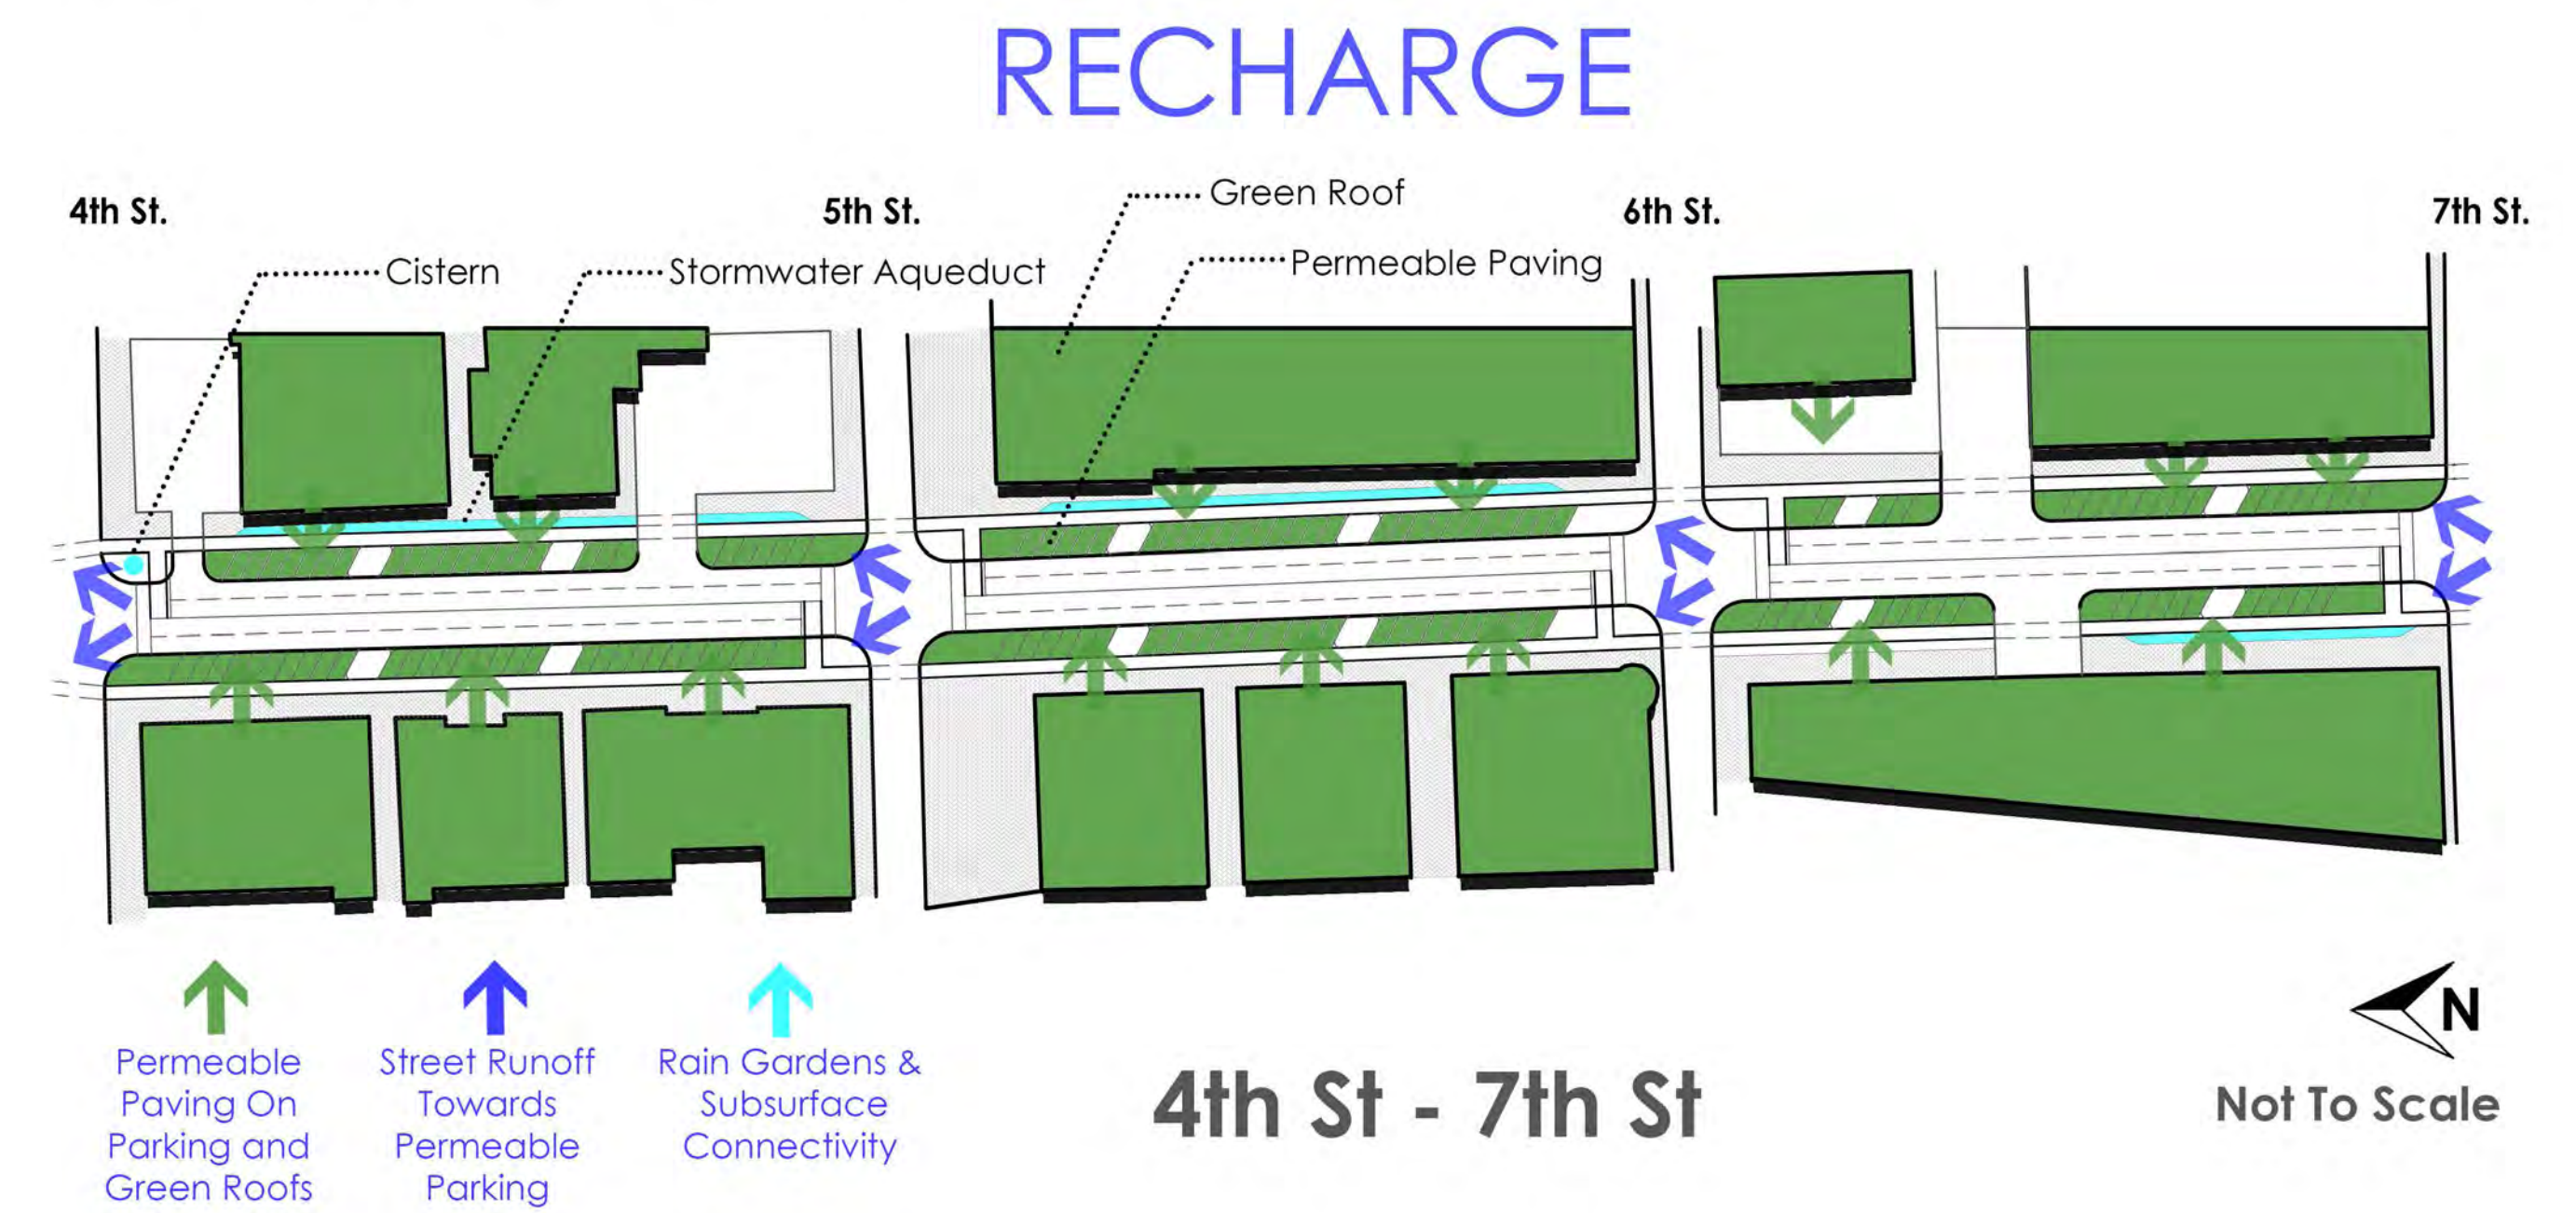 RECHARGE
4th St.
5th St.
6th St.
7th St.
Green Roof
Permeable Paving
Cistern
Stormwater Aqueduct
Permeable
Paving On
Parking and
Green Roofs
Street Runoff
Towards
Permeable
Parking
Rain Gardens &
Subsurface
Connectivity
4th St - 7th St
N
Not To Scale